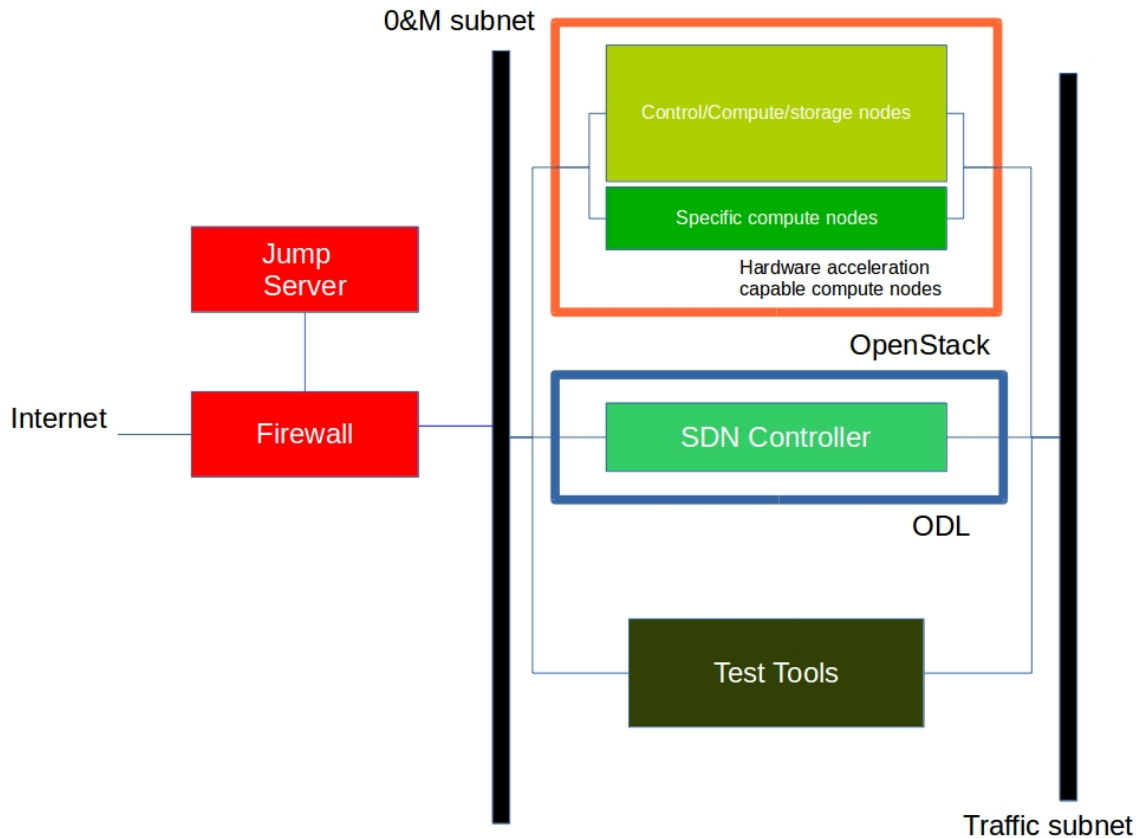 0&M subnet
Control/Compute/storage nodes
Specific compute nodes
Hardware acceleration
capable compute nodes
OpenStack
Jump
Server
Internet
Firewall
SDN Controller
ODL
Test Tools
Traffic subnet